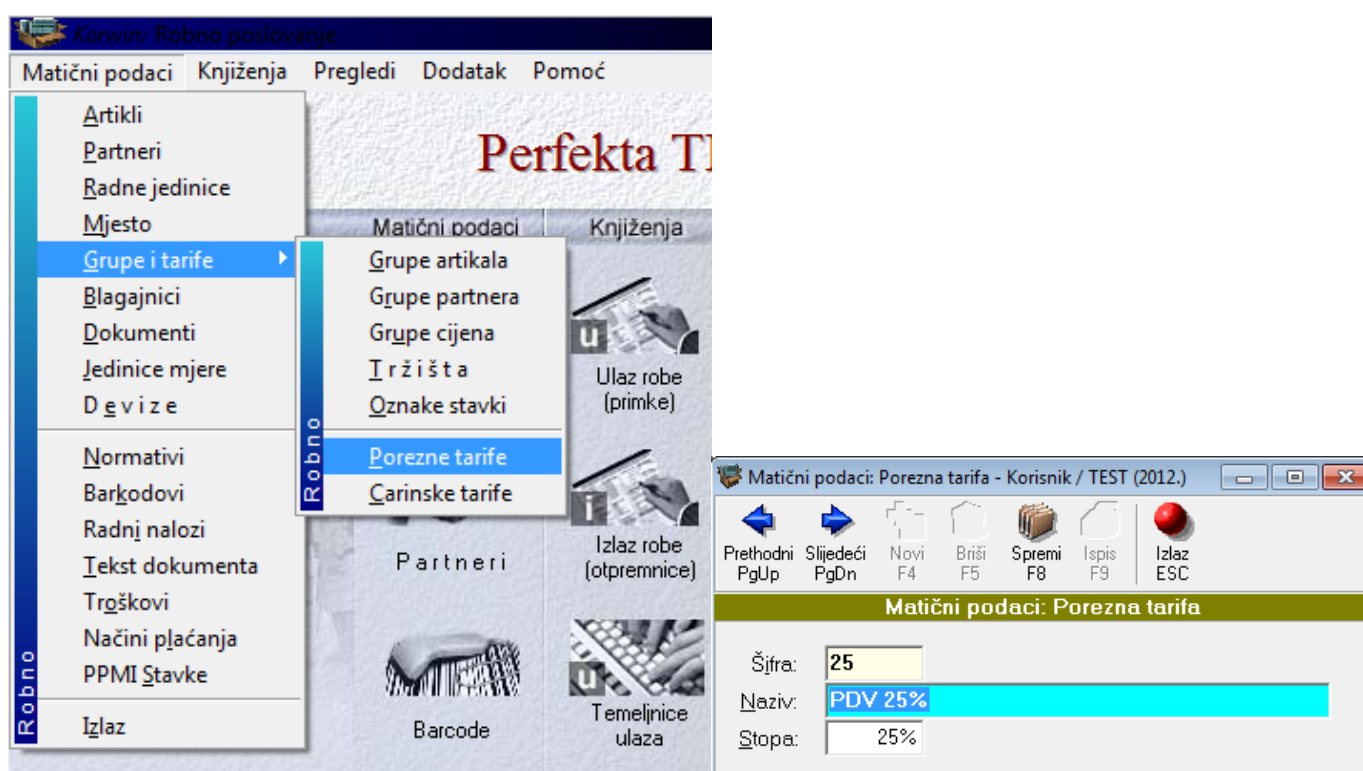 Korwin; Robno poslovanje
Matični podaci Knjiženja Pregledi Dodatak Pomoć
Artikli
Partneri
Radne jedinice
Mjesto
Grupe i tarife
Blagajnici
Dokumenti
Jedinice mjere
D e v i z e
Normativi
Barkodovi
Radni nalozi
Tekst dokumenta
Troškovi
Načini plaćanja
PPMI Stavke
Izlaz
Robno
Perfekta
Matični podaci Knjiženja
Grupe artikala
Grupe partnera
Grupe cijena
T r ž i š t a
Oznake stavki
Porezne tarife
Carinske tarife
Robno
u
Ulaz robe
(primke)
i
Izlaz robe
(otpremnice)
Partneri
Barcode
u
Temeljnice
ulaza
Matični podaci: Porezna tarifa - Korisnik / TEST (2012.)
Prethodni Slijedeći Novi Briši Spremi Ispis Izlaz
PgUp PgDn F4 F5 F8 F9 ESC
Matični podaci: Porezna tarifa
Šifra: 25
Naziv: PDV 25%
Stopa: 25%